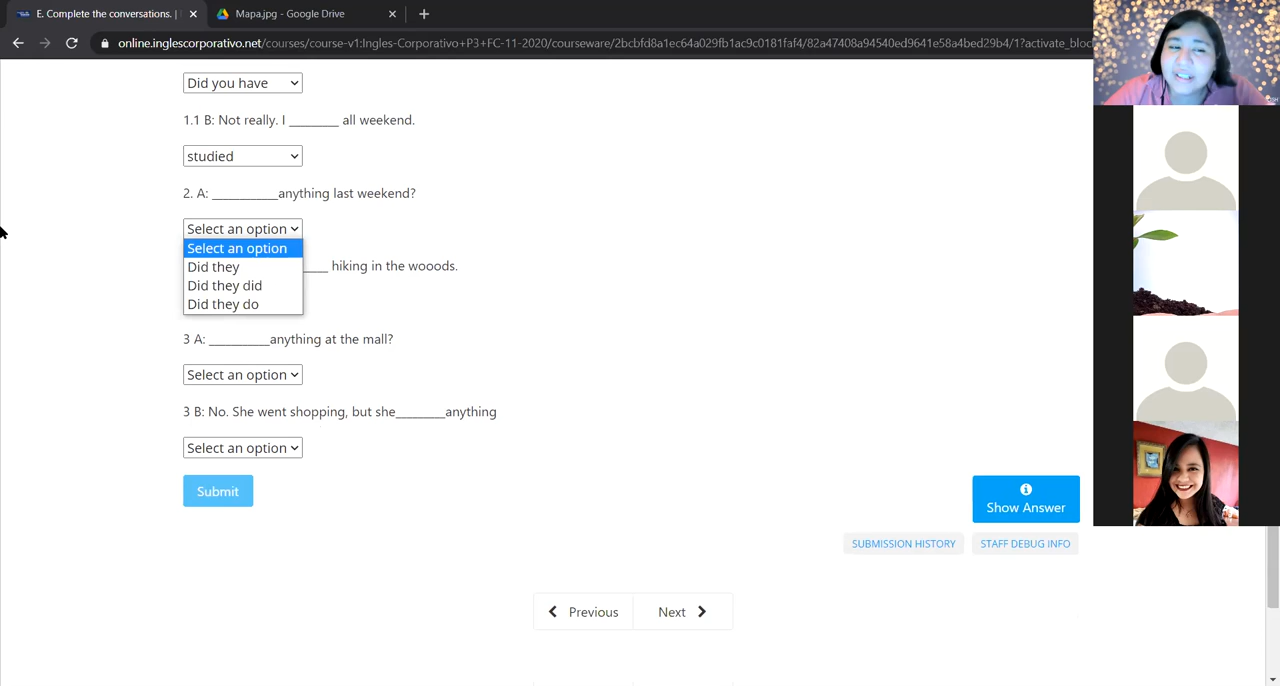 E. Complete the conversations. |
Mapa.jpg - Google Drive
online.inglescorporativo.net/courses/course-v1:Ingles-Corporativo+P3+FC-11-2020/courseware/2bcbfd8a1ec64a029fb1ac9c0181faf4/82a47408a94540ed9641e58a4bed29b4/1?activate_bloc
Did you have
1.1 B: Not really. I ________ all weekend.
studied
2. A: ___________anything last weekend?
Select an option
Select an option
Did they
____ hiking in the wooods.
Did they did
Did they do
3 A: __________anything at the mall?
Select an option
3 B: No. She went shopping, but she________anything
Select an option
Submit
Show Answer
SUBMISSION HISTORY
STAFF DEBUG INFO
Previous
Next